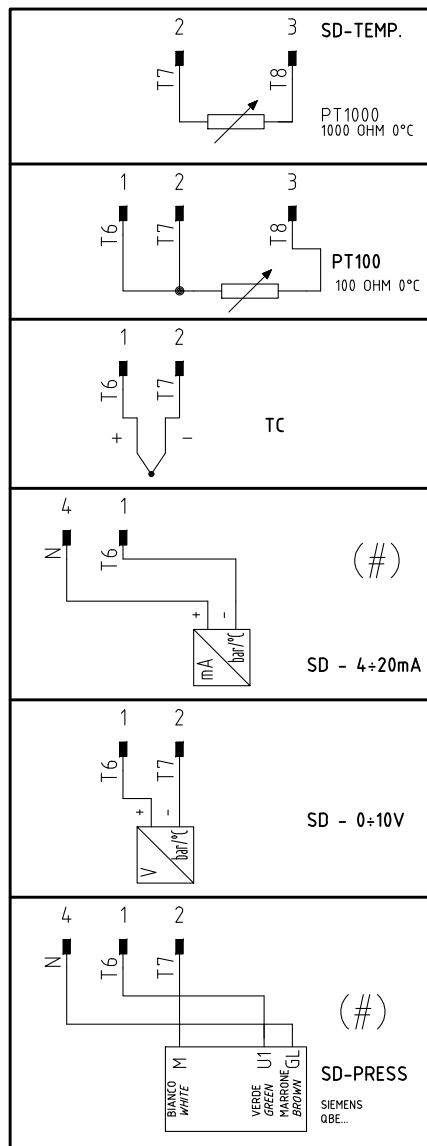 2 3 SD-TEMP.
T7 T8
PT1000
1000 OHM 0°C
1 2 3
T6 T7 T8
PT100
100 OHM 0°C
1 2
T6 T7
+ -
TC
4 1
N T6
(#)
+ -
mA bar/°C
SD - 4÷20mA
1 2
T6 T7
+ -
V bar/°C
SD - 0÷10V
4 1 2
N T6 T7
(#)
M U1 GL
BIANCO VERDE MARRONE
WHITE GREEN BROWN
SD-PRESS
SIEMENS
QBE...